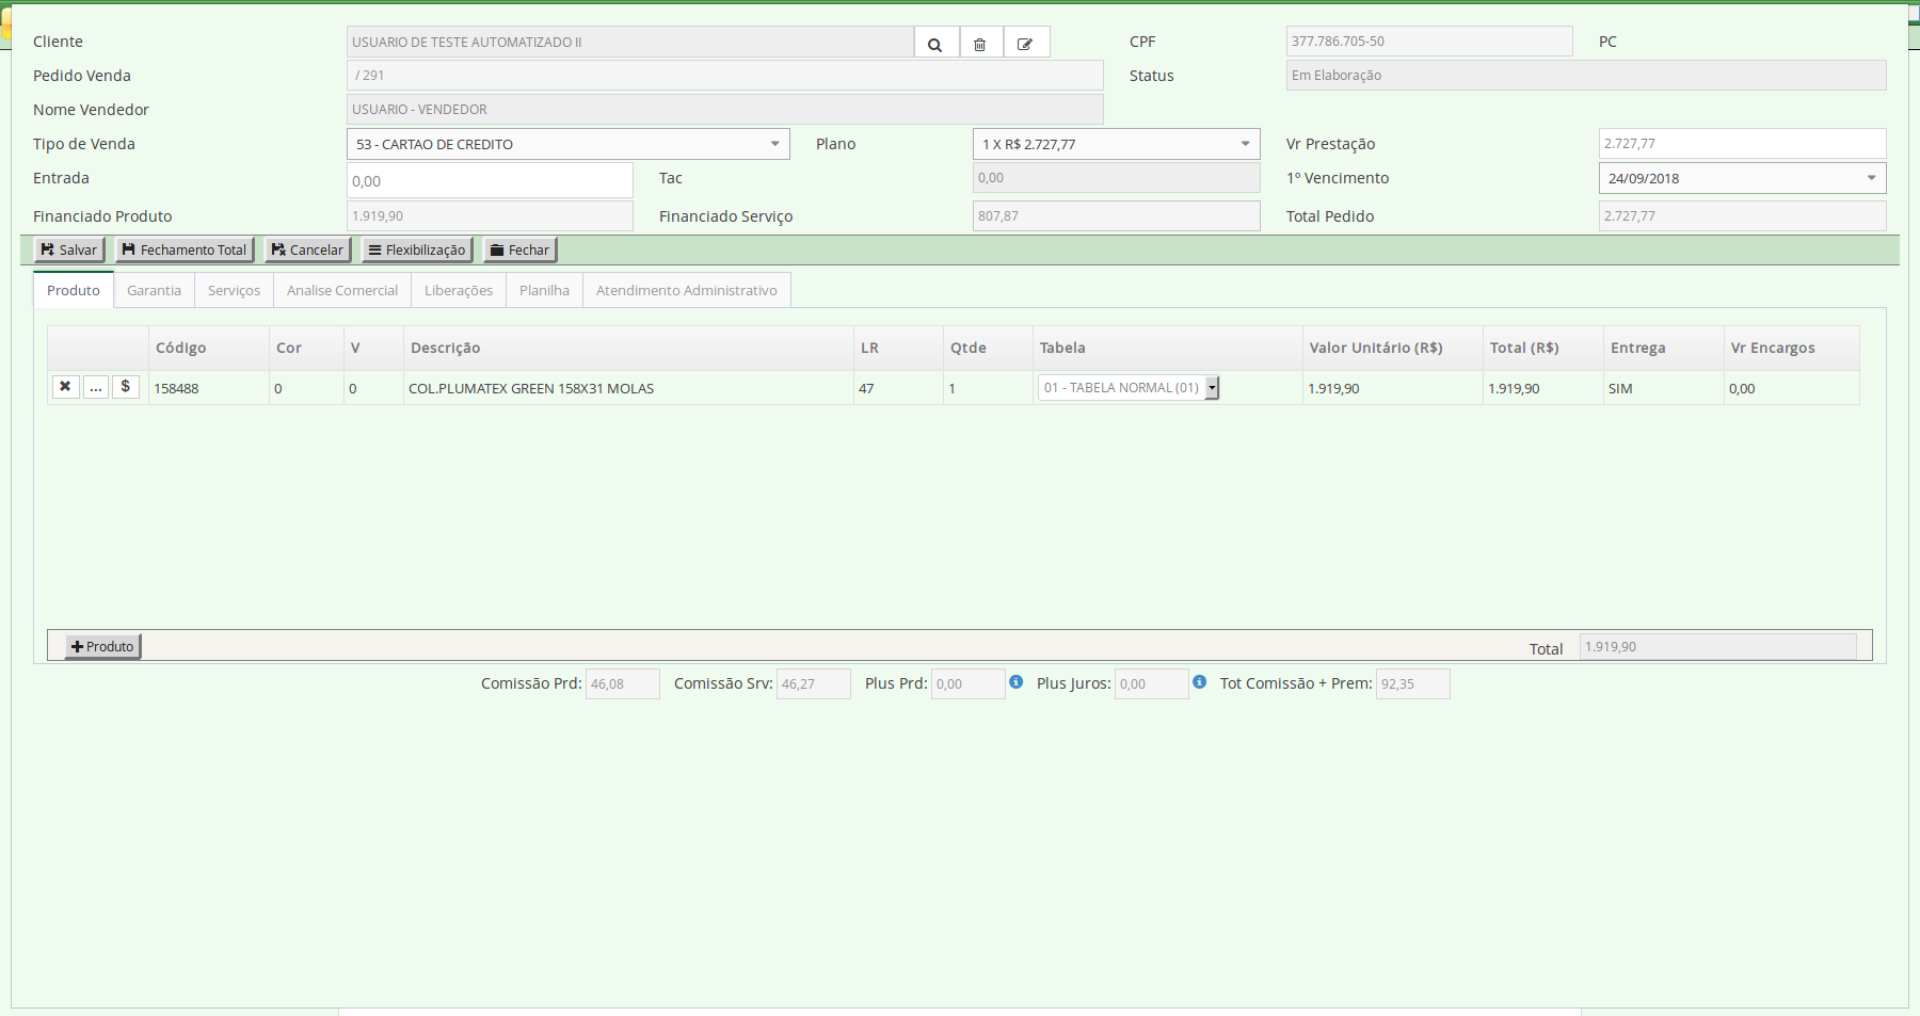 Cliente USUARIO DE TESTE AUTOMATIZADO II CPF 377.786.705-50 PC
Pedido Venda / 291 Status Em Elaboração
Nome Vendedor USUARIO - VENDEDOR
Tipo de Venda 53 - CARTAO DE CREDITO Plano 1 X R$ 2.727,77 Vr Prestação 2.727,77
Entrada 0,00 Tac 0,00 1º Vencimento 24/09/2018
Financiado Produto 1.919,90 Financiado Serviço 807,87 Total Pedido 2.727,77
Salvar Fechamento Total Cancelar Flexibilização Fechar
Produto Garantia Serviços Analise Comercial Liberações Planilha Atendimento Administrativo
Código Cor V Descrição LR Qtde Tabela Valor Unitário (R$) Total (R$) Entrega Vr Encargos
... $ 158488 0 0 COL.PLUMATEX GREEN 158X31 MOLAS 47 1 01 - TABELA NORMAL (01) 1.919,90 1.919,90 SIM 0,00
Produto Total 1.919,90
Comissão Prd: 46,08 Comissão Srv: 46,27 Plus Prd: 0,00 Plus Juros: 0,00 Tot Comissão + Prem: 92,35